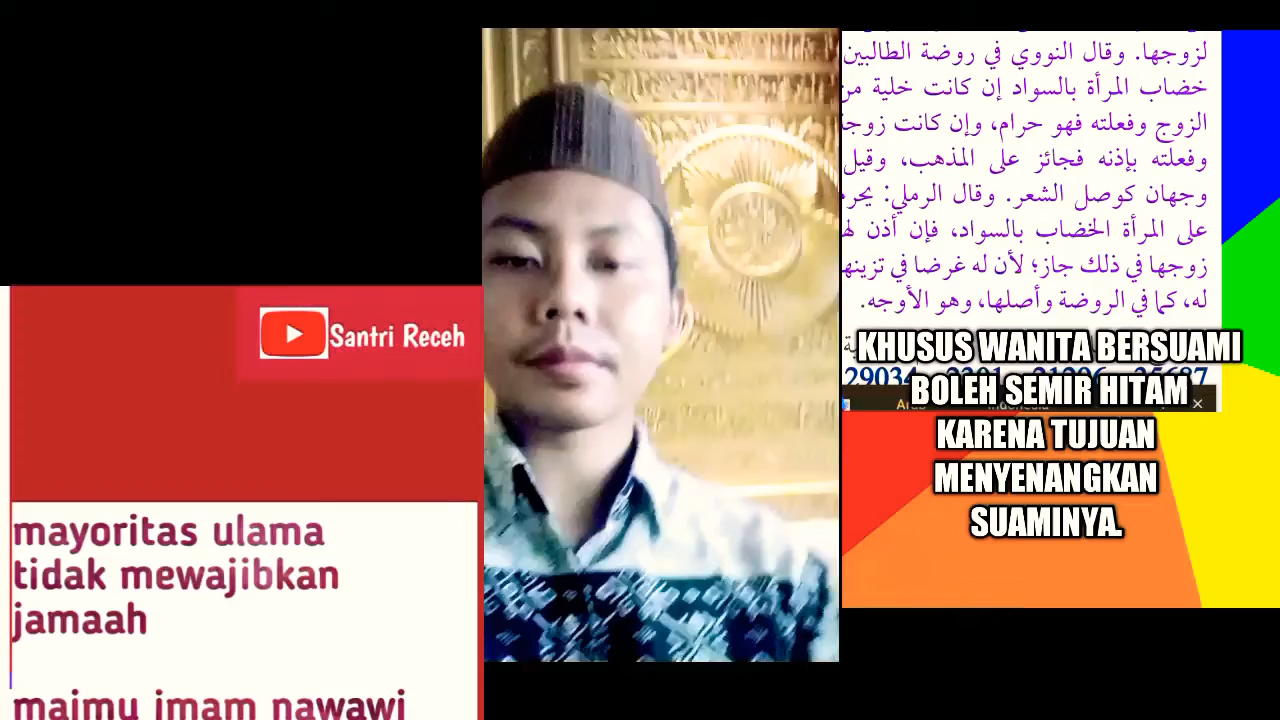 Santri Receh
mayoritas ulama
tidak mewajibkan
jamaah
majmu imam nawawi
لزوجها. وقال النووي في روضة الطالبين
خضاب المرأة بالسواد إن كانت خلية من
الزوج وفعلته فهو حرام، وإن كانت زوجة
وفعلته بإذنه فجائز على المذهب، وقيل
وجهان كوصل الشعر. وقال الرملي: يحرم
على المرأة الخضاب بالسواد، فإن أذن لها
زوجها في ذلك جاز؛ لأن له غرضا في تزينها
له، كما في الروضة وأصلها، وهو الأوجه.
KHUSUS WANITA BERSUAMI
29034
BOLEH SEMIR HITAM
KARENA TUJUAN
MENYENANGKAN
SUAMINYA.